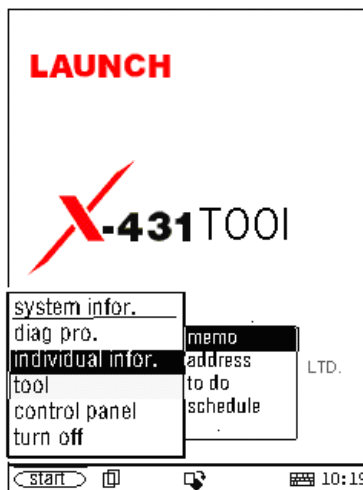 LAUNCH
X-431TOOl
system infor.
diag pro.
individual infor.
tool
control panel
turn off
memo
address
to do
schedule
LTD.
start
10:19